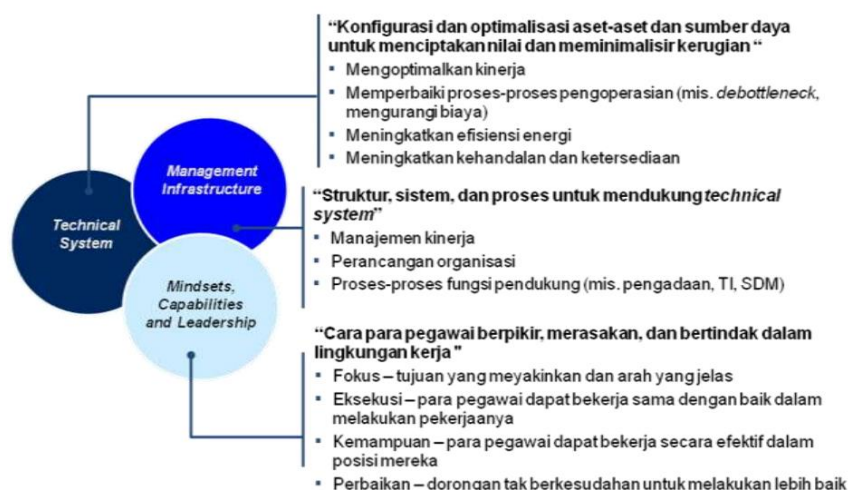 “Konfigurasi dan optimalisasi aset-aset dan sumber daya
untuk menciptakan nilai dan meminimalisir kerugian “
▪ Mengoptimalkan kinerja
▪ Memperbaiki proses-proses pengoperasian (mis. debottleneck,
mengurangi biaya)
▪ Meningkatkan efisiensi energi
▪ Meningkatkan kehandalan dan ketersediaan
Management
Infrastructure
Technical
System
“Struktur, sistem, dan proses untuk mendukung technical
system”
▪ Manajemen kinerja
▪ Perancangan organisasi
▪ Proses-proses fungsi pendukung (mis. pengadaan, TI, SDM)
Mindsets,
Capabilities
and Leadership
“Cara para pegawai berpikir, merasakan, dan bertindak dalam
lingkungan kerja ”
▪ Fokus – tujuan yang meyakinkan dan arah yang jelas
▪ Eksekusi – para pegawai dapat bekerja sama dengan baik dalam
melakukan pekerjaanya
▪ Kemampuan – para pegawai dapat bekerja secara efektif dalam
posisi mereka
▪ Perbaikan – dorongan tak berkesudahan untuk melakukan lebih baik